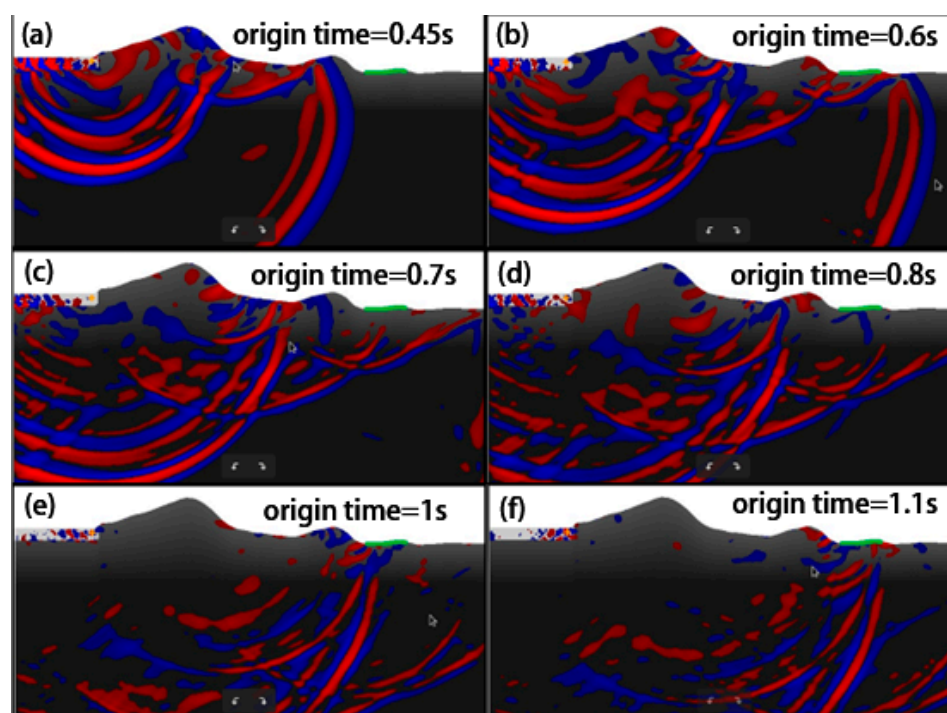 (a) origin time=0.45s
(b) origin time=0.6s
(c) origin time=0.7s
(d) origin time=0.8s
(e) origin time=1s
(f) origin time=1.1s